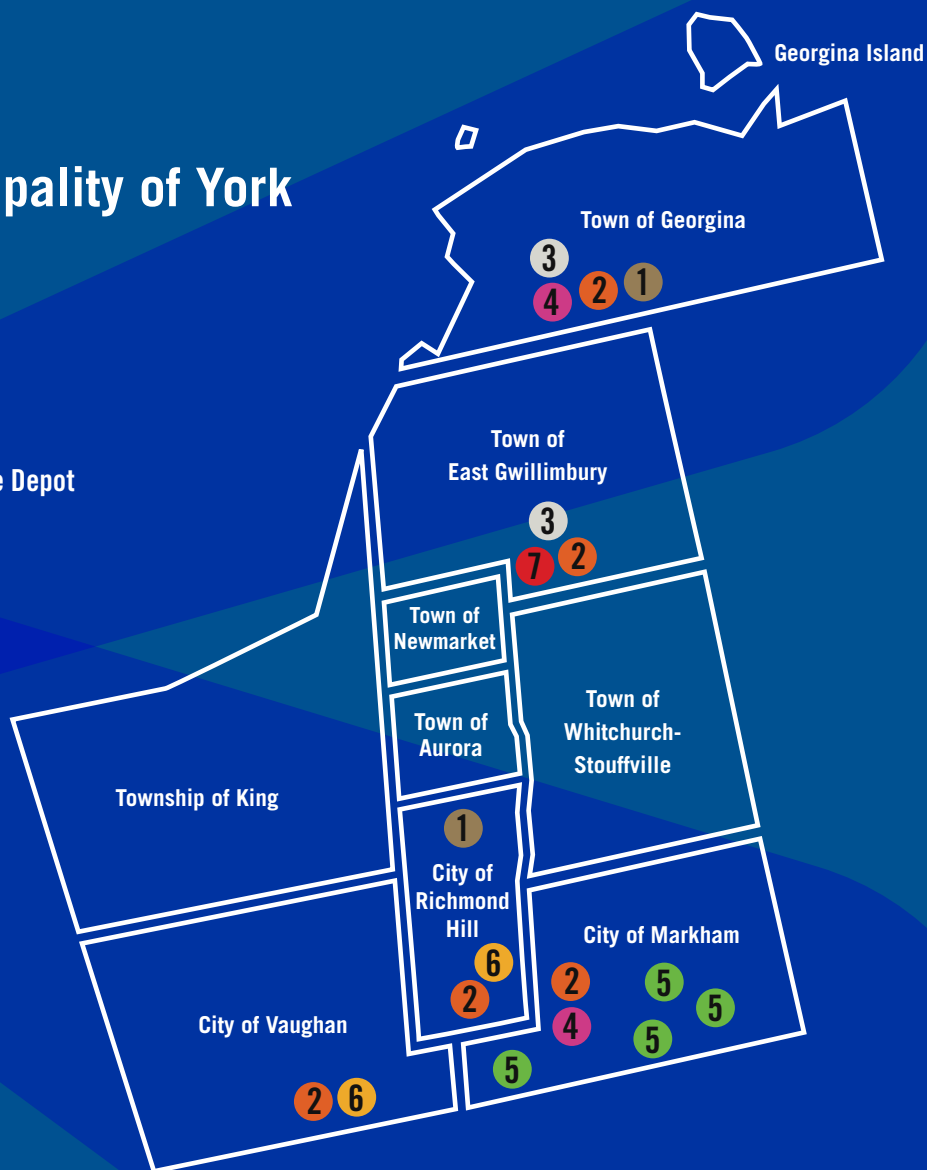 Georgina Island
pality of York
Town of Georgina
3
4 2 1
Town of
East Gwillimbury
e Depot
3
7 2
Town of
Newmarket
Town of
Whitchurch-
Stouffville
Town of
Aurora
Township of King
1
City of
Richmond
Hill
6
2
City of Markham
2 5
5
4 5
5
City of Vaughan
2 6